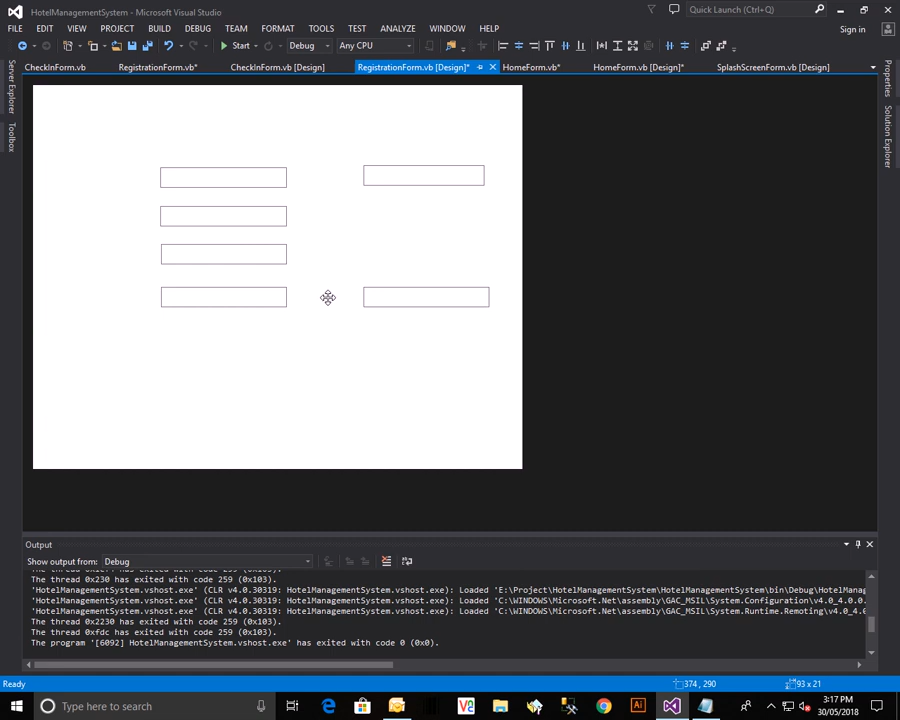 HotelManagementSystem - Microsoft Visual Studio
Quick Launch (Ctrl+Q)
FILE EDIT VIEW PROJECT BUILD DEBUG TEAM FORMAT TOOLS TEST ANALYZE WINDOW HELP
Sign in
Start Debug Any CPU
CheckInForm.vb RegistrationForm.vb* CheckInForm.vb [Design] RegistrationForm.vb [Design]* HomeForm.vb* HomeForm.vb [Design]* SplashScreenForm.vb [Design]
Server Explorer
Toolbox
Properties
Solution Explorer
Output
Show output from: Debug
The thread 0x230 has exited with code 259 (0x103).
'HotelManagementSystem.vshost.exe' (CLR v4.0.30319: HotelManagementSystem.vshost.exe): Loaded 'E:\Project\HotelManagementSystem\HotelManagementSystem\bin\Debug\HotelManag
'HotelManagementSystem.vshost.exe' (CLR v4.0.30319: HotelManagementSystem.vshost.exe): Loaded 'C:\WINDOWS\Microsoft.Net\assembly\GAC_MSIL\System.Configuration\v4.0_4.0.0
'HotelManagementSystem.vshost.exe' (CLR v4.0.30319: HotelManagementSystem.vshost.exe): Loaded 'C:\WINDOWS\Microsoft.Net\assembly\GAC_MSIL\System.Runtime.Remoting\v4.0_4.
The thread 0x2230 has exited with code 259 (0x103).
The thread 0xfdc has exited with code 259 (0x103).
The program '[6092] HotelManagementSystem.vshost.exe' has exited with code 0 (0x0).
Ready
374 , 290
93 x 21
Type here to search
Ai
3:17 PM
30/05/2018